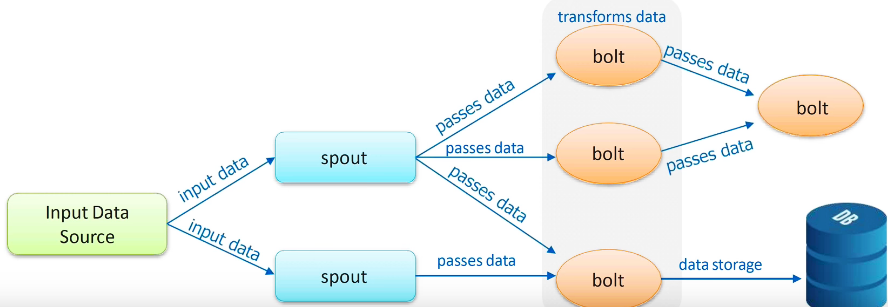 transforms data
bolt
passes data
passes data
bolt
input data
spout
passes data
bolt
passes data
passes data
Input Data
Source
input data
spout
passes data
bolt
data storage
DB